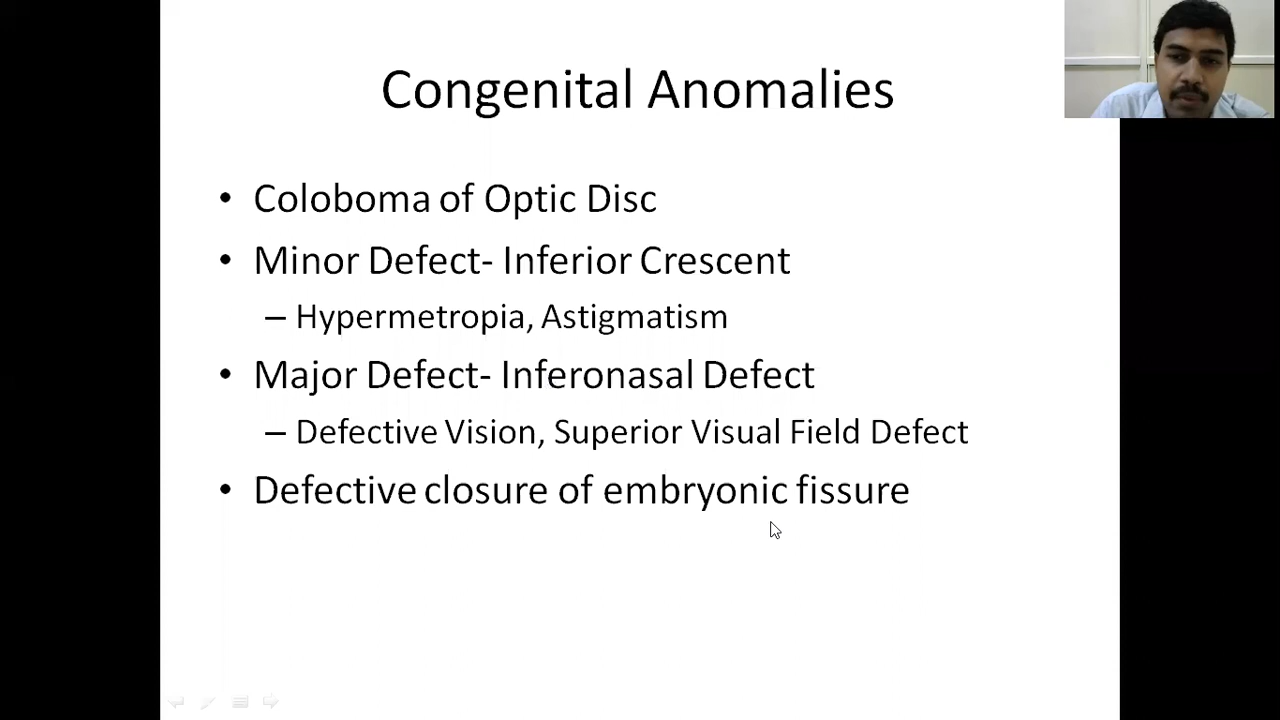 Congenital Anomalies
• Coloboma of Optic Disc
• Minor Defect- Inferior Crescent
– Hypermetropia, Astigmatism
• Major Defect- Inferonasal Defect
– Defective Vision, Superior Visual Field Defect
• Defective closure of embryonic fissure